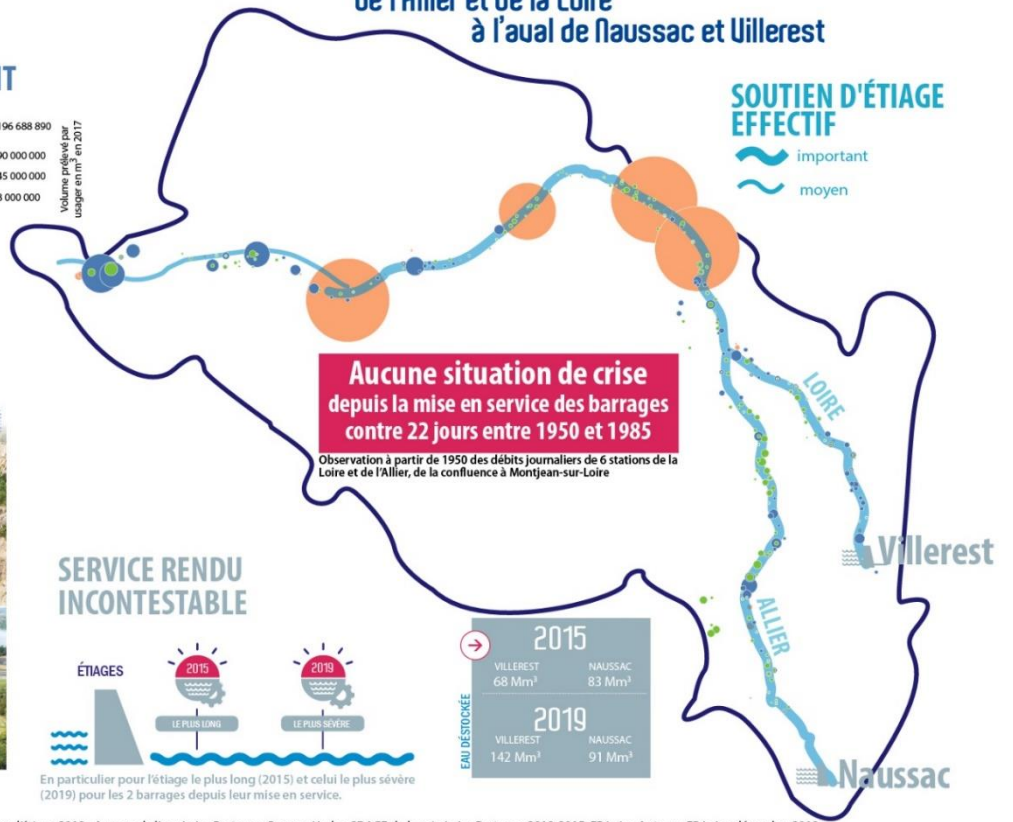 de l'Allier et de la Loire
à l'aval de Naussac et Villerest
196 688 890
90 000 000
45 000 000
3 000 000
Volume prélevé par
usager en m³ en 2017
SOUTIEN D'ÉTIAGE
EFFECTIF
important
moyen
Aucune situation de crise
depuis la mise en service des barrages
contre 22 jours entre 1950 et 1985
Observation à partir de 1950 des débits journaliers de 6 stations de la
Loire et de l'Allier, de la confluence à Montjean-sur-Loire
LOIRE
Villerest
ALLIER
Naussac
SERVICE RENDU
INCONTESTABLE
ÉTIAGES
2015
LE PLUS LONG
2019
LE PLUS SÉVÈRE
En particulier pour l'étiage le plus long (2015) et celui le plus sévère
(2019) pour les 2 barrages depuis leur mise en service.
EAU DÉSTOCKÉE
2015
VILLEREST NAUSSAC
68 Mm³ 83 Mm³
2019
VILLEREST NAUSSAC
142 Mm³ 91 Mm³